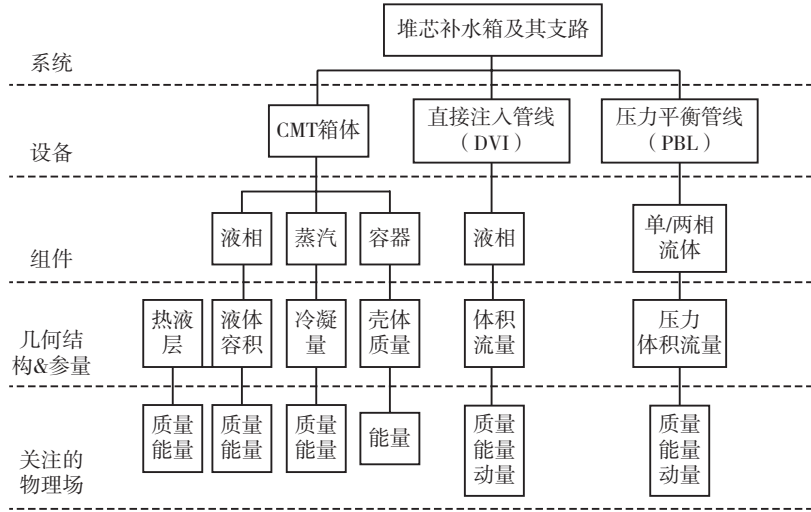 堆芯补水箱及其支路
系统
CMT箱体
直接注入管线
（DVI）
压力平衡管线
（PBL）
设备
液相
蒸汽
容器
液相
单/两相
流体
组件
热液
层
液体
容积
冷凝
量
壳体
质量
体积
流量
压力
体积流量
几何结
构&参量
质量
能量
质量
能量
质量
能量
能量
质量
能量
动量
质量
能量
动量
关注的
物理场